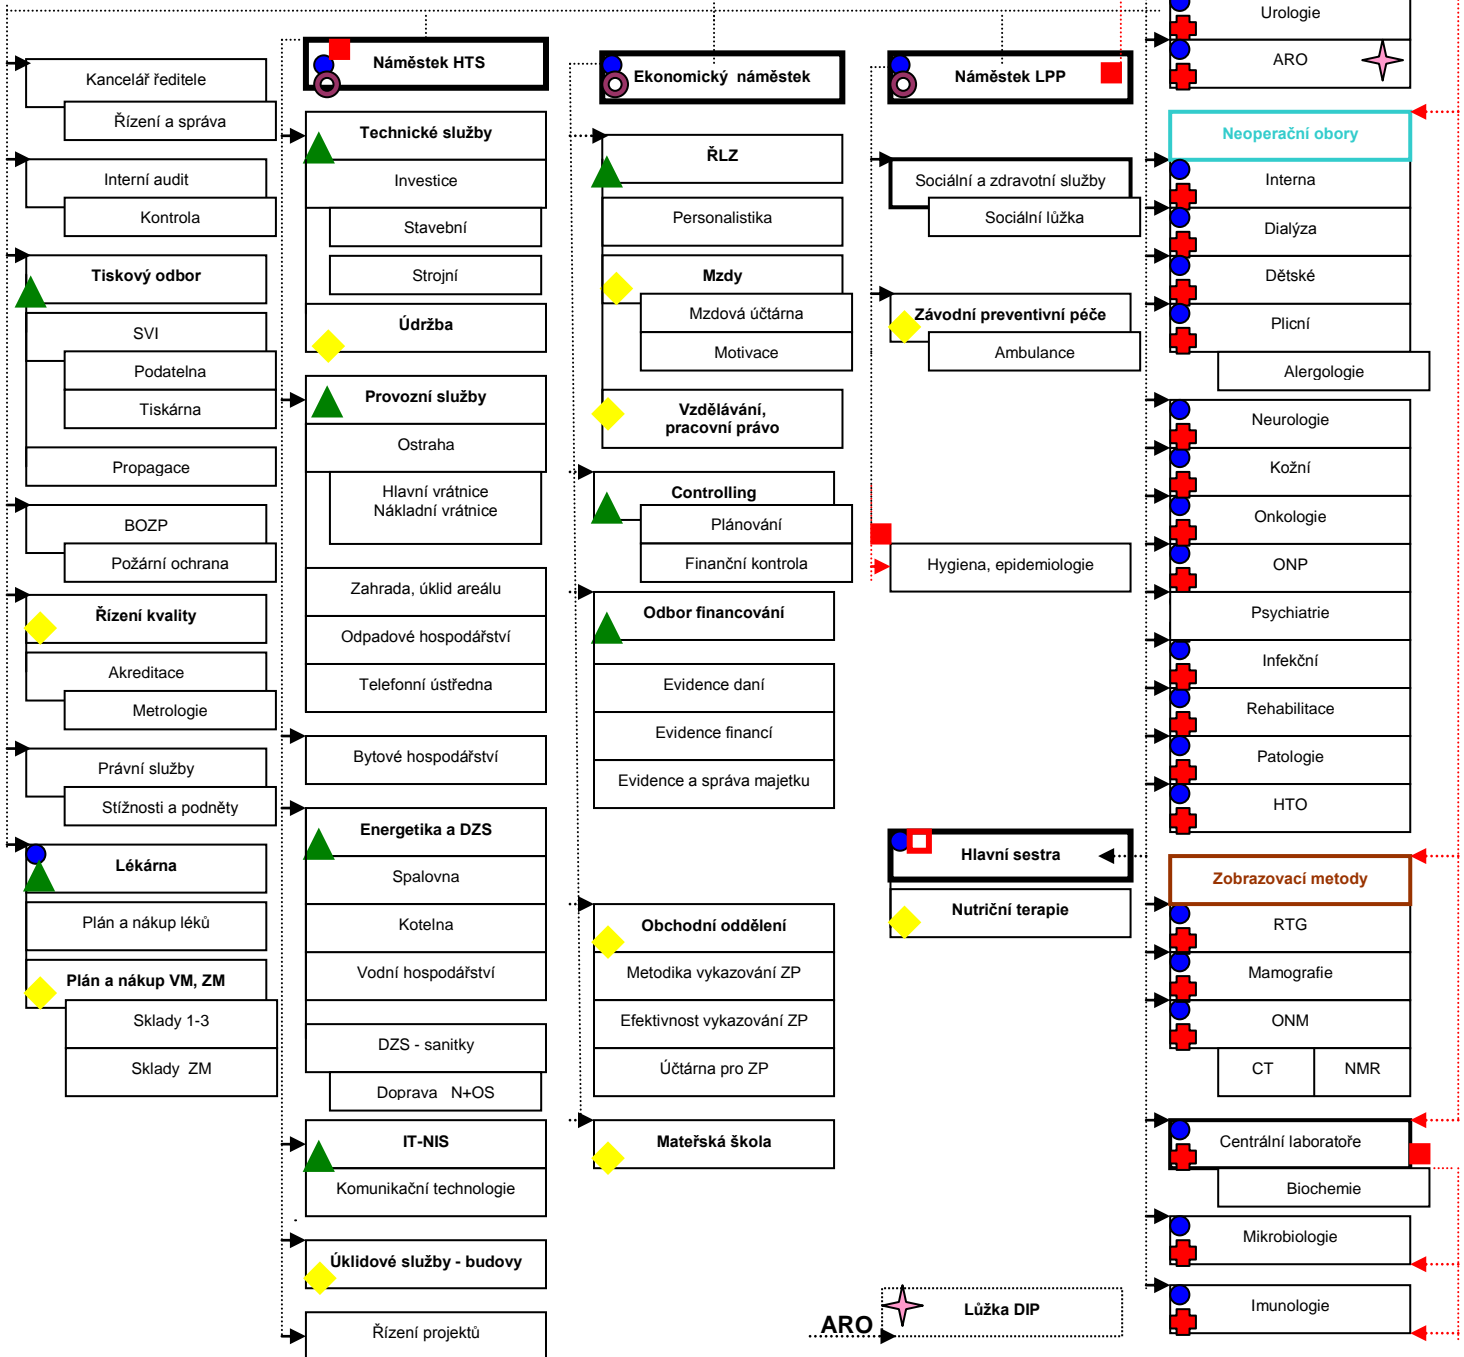 Kancelář ředitele
Řízení a správa
Interní audit
Kontrola
Tiskový odbor
SVI
Podatelna
Tiskárna
Propagace
BOZP
Požární ochrana
Řízení kvality
Akreditace
Metrologie
Právní služby
Stížnosti a podněty
Lékárna
Plán a nákup léků
Plán a nákup VM, ZM
Sklady 1-3
Sklady ZM
Náměstek HTS
Technické služby
Investice
Stavební
Strojní
Údržba
Provozní služby
Ostraha
Hlavní vrátnice
Nákladní vrátnice
Zahrada, úklid areálu
Odpadové hospodářství
Telefonní ústředna
Bytové hospodářství
Energetika a DZS
Spalovna
Kotelna
Vodní hospodářství
DZS - sanitky
Doprava N+OS
IT-NIS
Komunikační technologie
Úklidové služby - budovy
Řízení projektů
Ekonomický náměstek
ŘLZ
Personalistika
Mzdy
Mzdová účtárna
Motivace
Vzdělávání,
pracovní právo
Controlling
Plánování
Finanční kontrola
Odbor financování
Evidence daní
Evidence financí
Evidence a správa majetku
Obchodní oddělení
Metodika vykazování ZP
Efektivnost vykazování ZP
Účtárna pro ZP
Mateřská škola
Náměstek LPP
Sociální a zdravotní služby
Sociální lůžka
Závodní preventivní péče
Ambulance
Hygiena, epidemiologie
Hlavní sestra
Nutriční terapie
ARO
Lůžka DIP
Urologie
ARO
Neoperační obory
Interna
Dialýza
Dětské
Plicní
Alergologie
Neurologie
Kožní
Onkologie
ONP
Psychiatrie
Infekční
Rehabilitace
Patologie
HTO
Zobrazovací metody
RTG
Mamografie
ONM
CT
NMR
Centrální laboratoře
Biochemie
Mikrobiologie
Imunologie